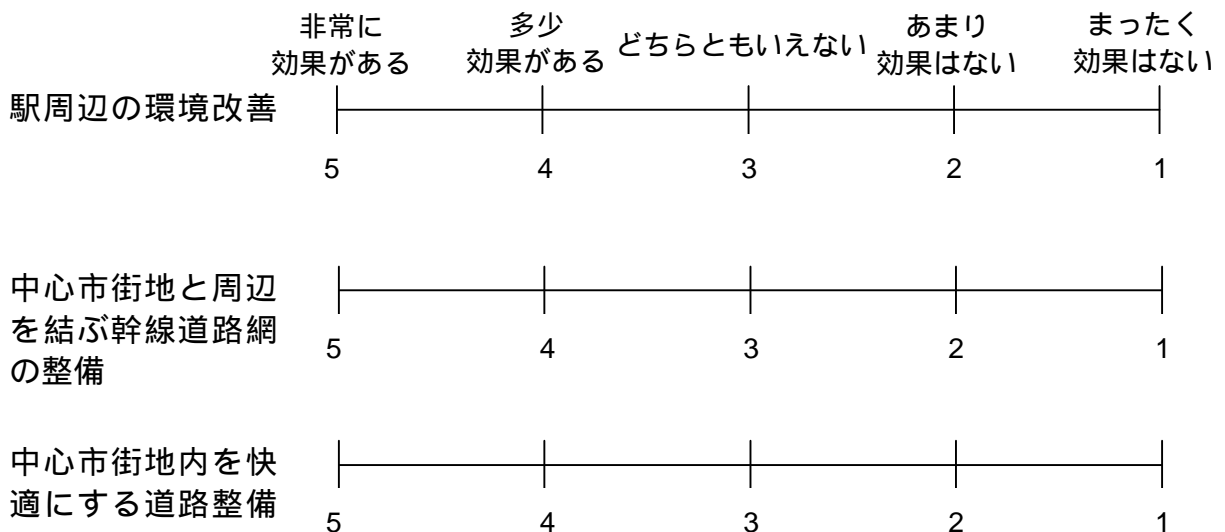 非常に
効果がある
多少
効果がある
どちらともいえない
あまり
効果はない
まったく
効果はない
駅周辺の環境改善
5 4 3 2 1
中心市街地と周辺
を結ぶ幹線道路網
の整備
5 4 3 2 1
中心市街地内を快
適にする道路整備
5 4 3 2 1